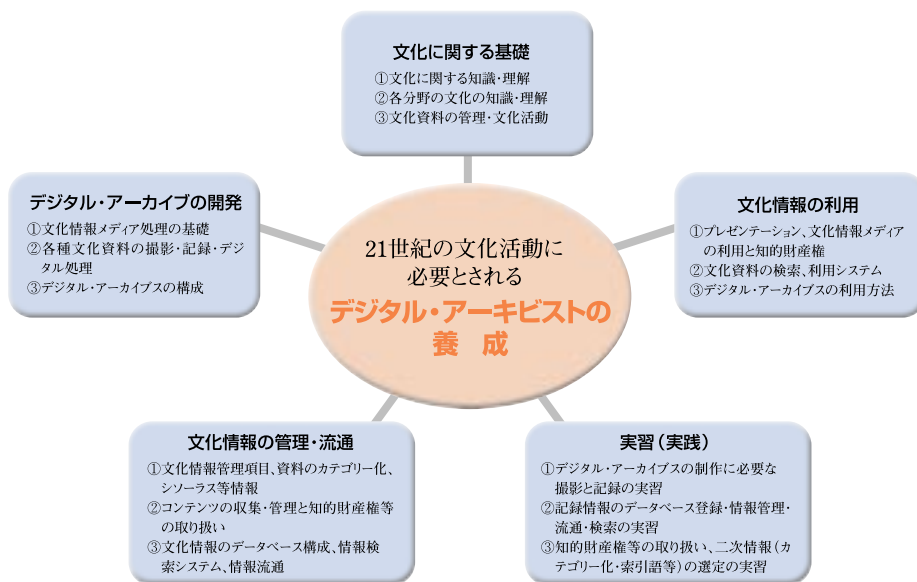 文化に関する基礎
①文化に関する知識・理解
②各分野の文化の知識・理解
③文化資料の管理・文化活動
デジタル・アーカイブの開発
①文化情報メディア処理の基礎
②各種文化資料の撮影・記録・デジ
タル処理
③デジタル・アーカイブスの構成
21世紀の文化活動に
必要とされる
デジタル・アーキビストの
養 成
文化情報の利用
①プレゼンテーション、文化情報メディア
の利用と知的財産権
②文化資料の検索、利用システム
③デジタル・アーカイブスの利用方法
文化情報の管理・流通
①文化情報管理項目、資料のカテゴリー化、
シソーラス等情報
②コンテンツの収集・管理と知的財産権等
の取り扱い
③文化情報のデータベース構成、情報検
索システム、情報流通
実習（実践）
①デジタル・アーカイブスの制作に必要な
撮影と記録の実習
②記録情報のデータベース登録・情報管理・
流通・検索の実習
③知的財産権等の取り扱い、二次情報（カ
テゴリー化・索引語等）の選定の実習